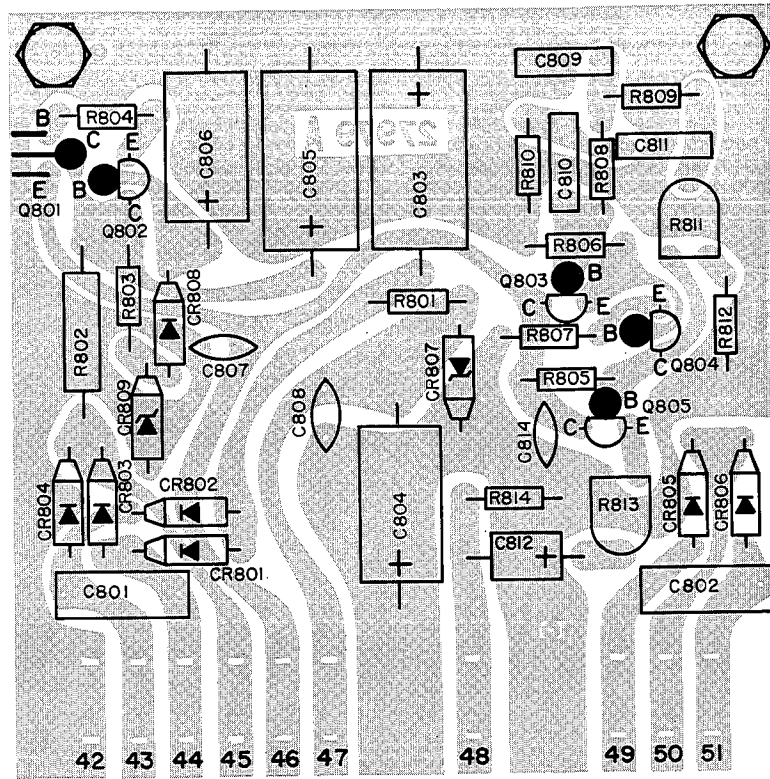 C809
R809
B
R804
C
E
C806
C805
C803
R810
C810
R808
C811
E
B
Q801
C
Q802
R811
R806
Q803
B
C
E
R802
R803
CR808
R801
R807
B
E
C
Q804
R812
C807
CR807
R805
CR809
C808
C814
B
Q805
C
E
CR804
CR803
CR802
CR801
C804
R814
C812
R813
CR805
CR806
C801
C802
42
43
44
45
46
47
48
49
50
51